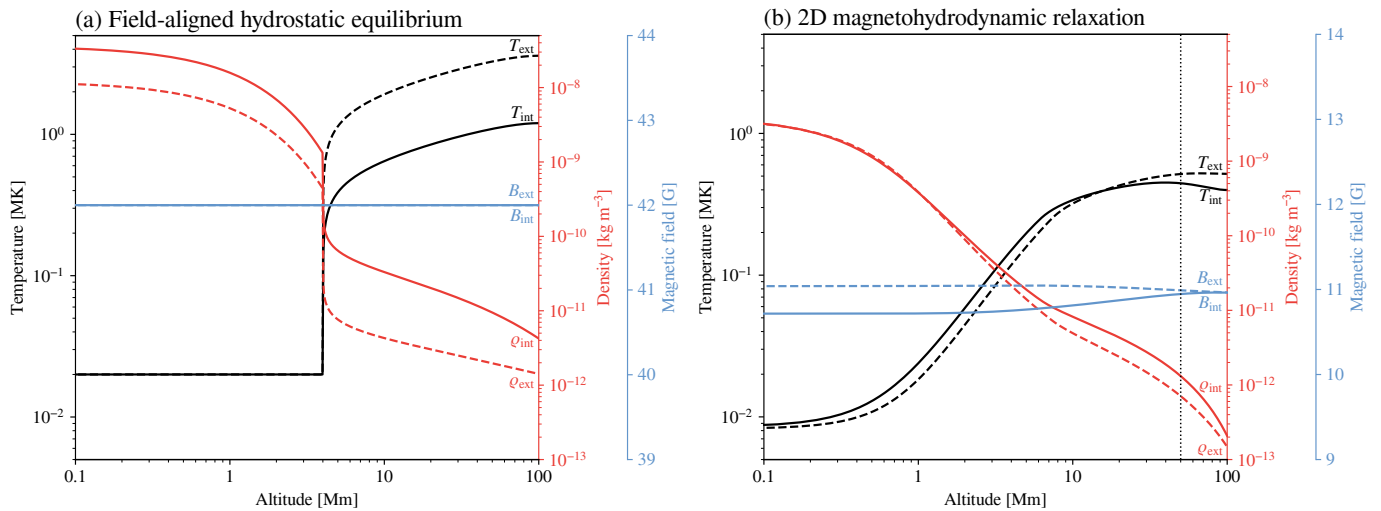 (a) Field-aligned hydrostatic equilibrium
(b) 2D magnetohydrodynamic relaxation
Temperature [MK]
10⁰
10⁻¹
10⁻²
T_ext
T_int
B_ext
B_int
ϱ_int
ϱ_ext
10⁻⁸
10⁻⁹
10⁻¹⁰
10⁻¹¹
10⁻¹²
10⁻¹³
Density [kg m⁻³]
44
43
42
41
40
39
Magnetic field [G]
0.1 1 10 100
Altitude [Mm]
Temperature [MK]
10⁰
10⁻¹
10⁻²
T_ext
T_int
B_ext
B_int
ϱ_int
ϱ_ext
10⁻⁸
10⁻⁹
10⁻¹⁰
10⁻¹¹
10⁻¹²
10⁻¹³
Density [kg m⁻³]
14
13
12
11
10
9
Magnetic field [G]
0.1 1 10 100
Altitude [Mm]